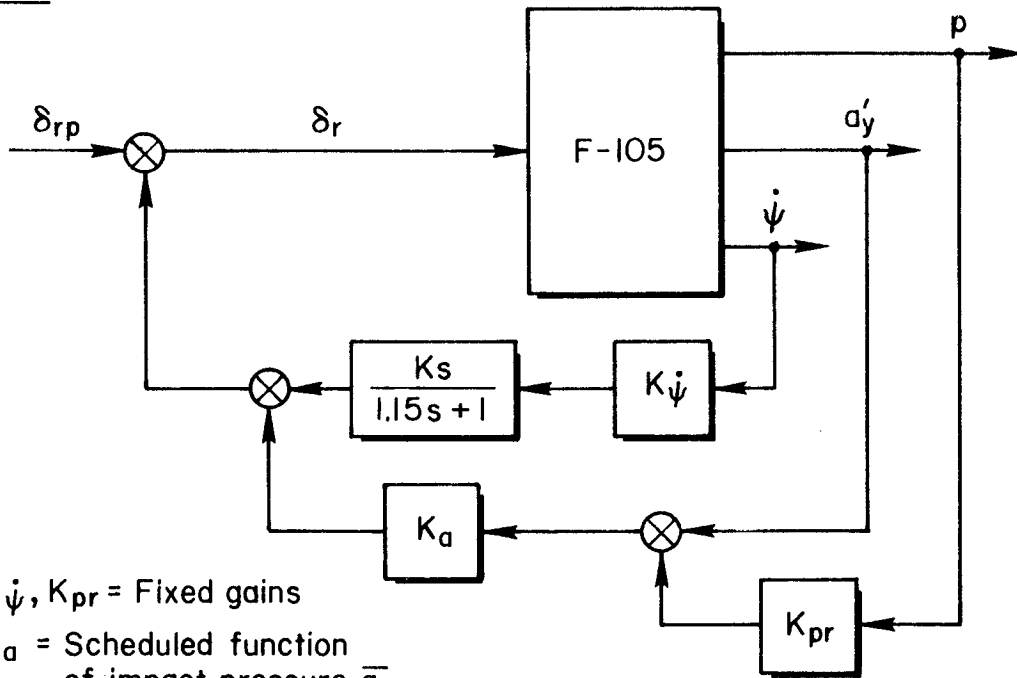 p
δrp
δr
F-105
a′y
ψ̇
Ks
1.15s + 1
Kψ̇
Ka
Kpr
ψ̇, Kpr = Fixed gains
a = Scheduled function
of impact pressure